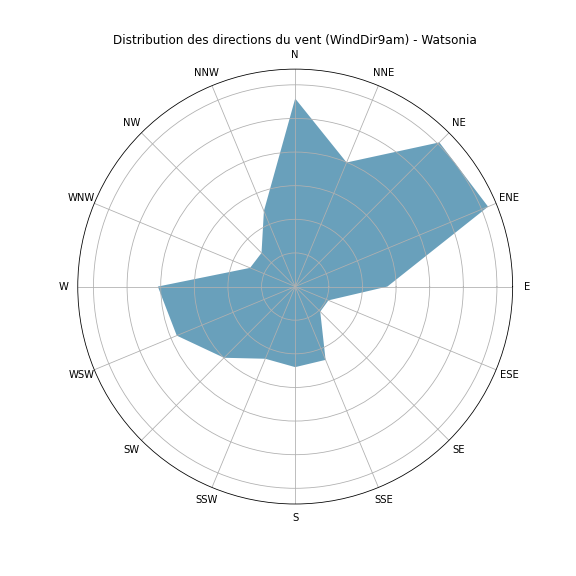 Distribution des directions du vent (WindDir9am) - Watsonia
N
NNW
NNE
NW
NE
WNW
ENE
W
E
WSW
ESE
SW
SE
SSW
SSE
S